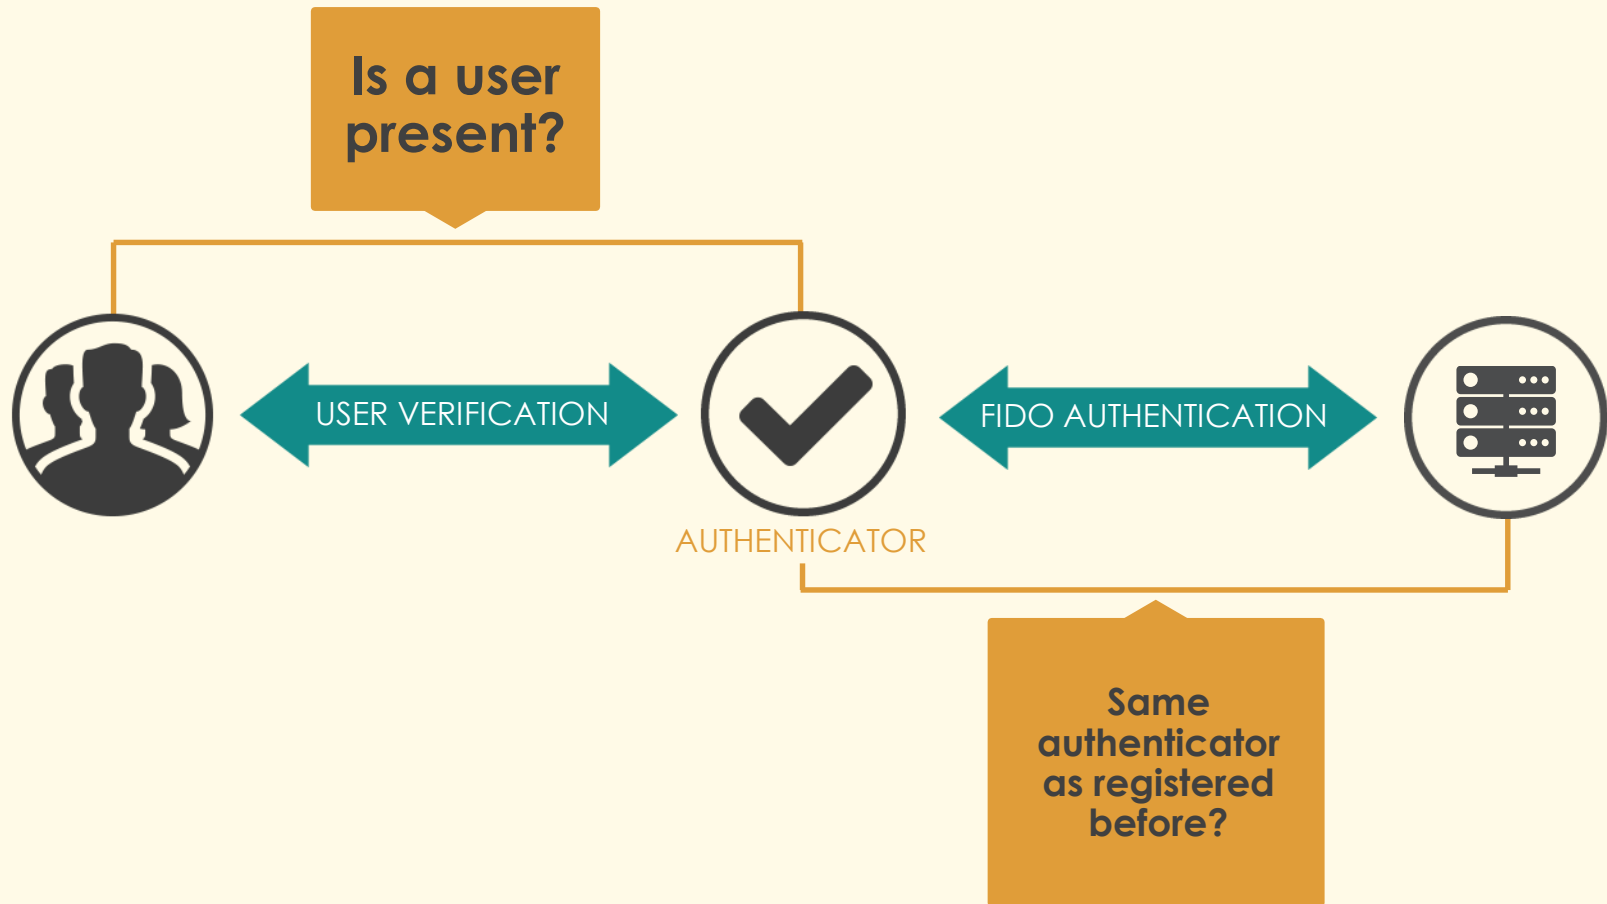 Is a user
present?
USER VERIFICATION
FIDO AUTHENTICATION
AUTHENTICATOR
Same
authenticator
as registered
before?